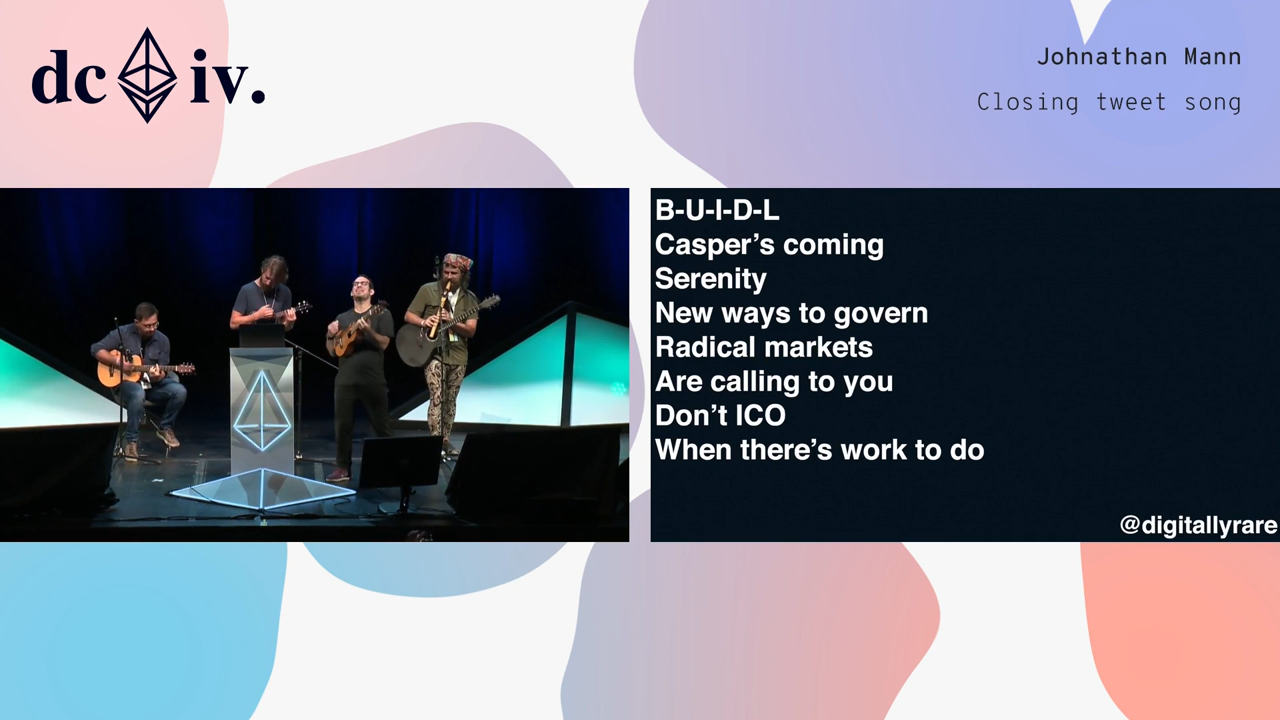 dc iv.
Johnathan Mann
Closing tweet song
B-U-I-D-L
Casper’s coming
Serenity
New ways to govern
Radical markets
Are calling to you
Don’t ICO
When there’s work to do
@digitallyrare